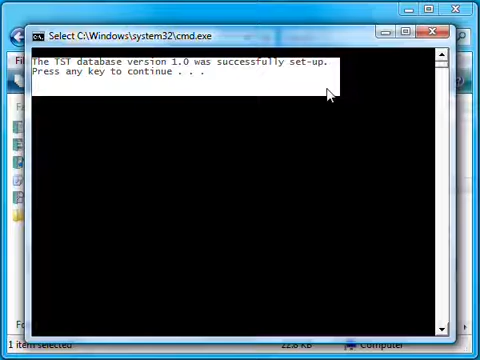 Select C:\Windows\system32\cmd.exe
The TST database version 1.0 was successfully set-up.
Press any key to continue . . .
1 item selected
22.8 KB
Computer